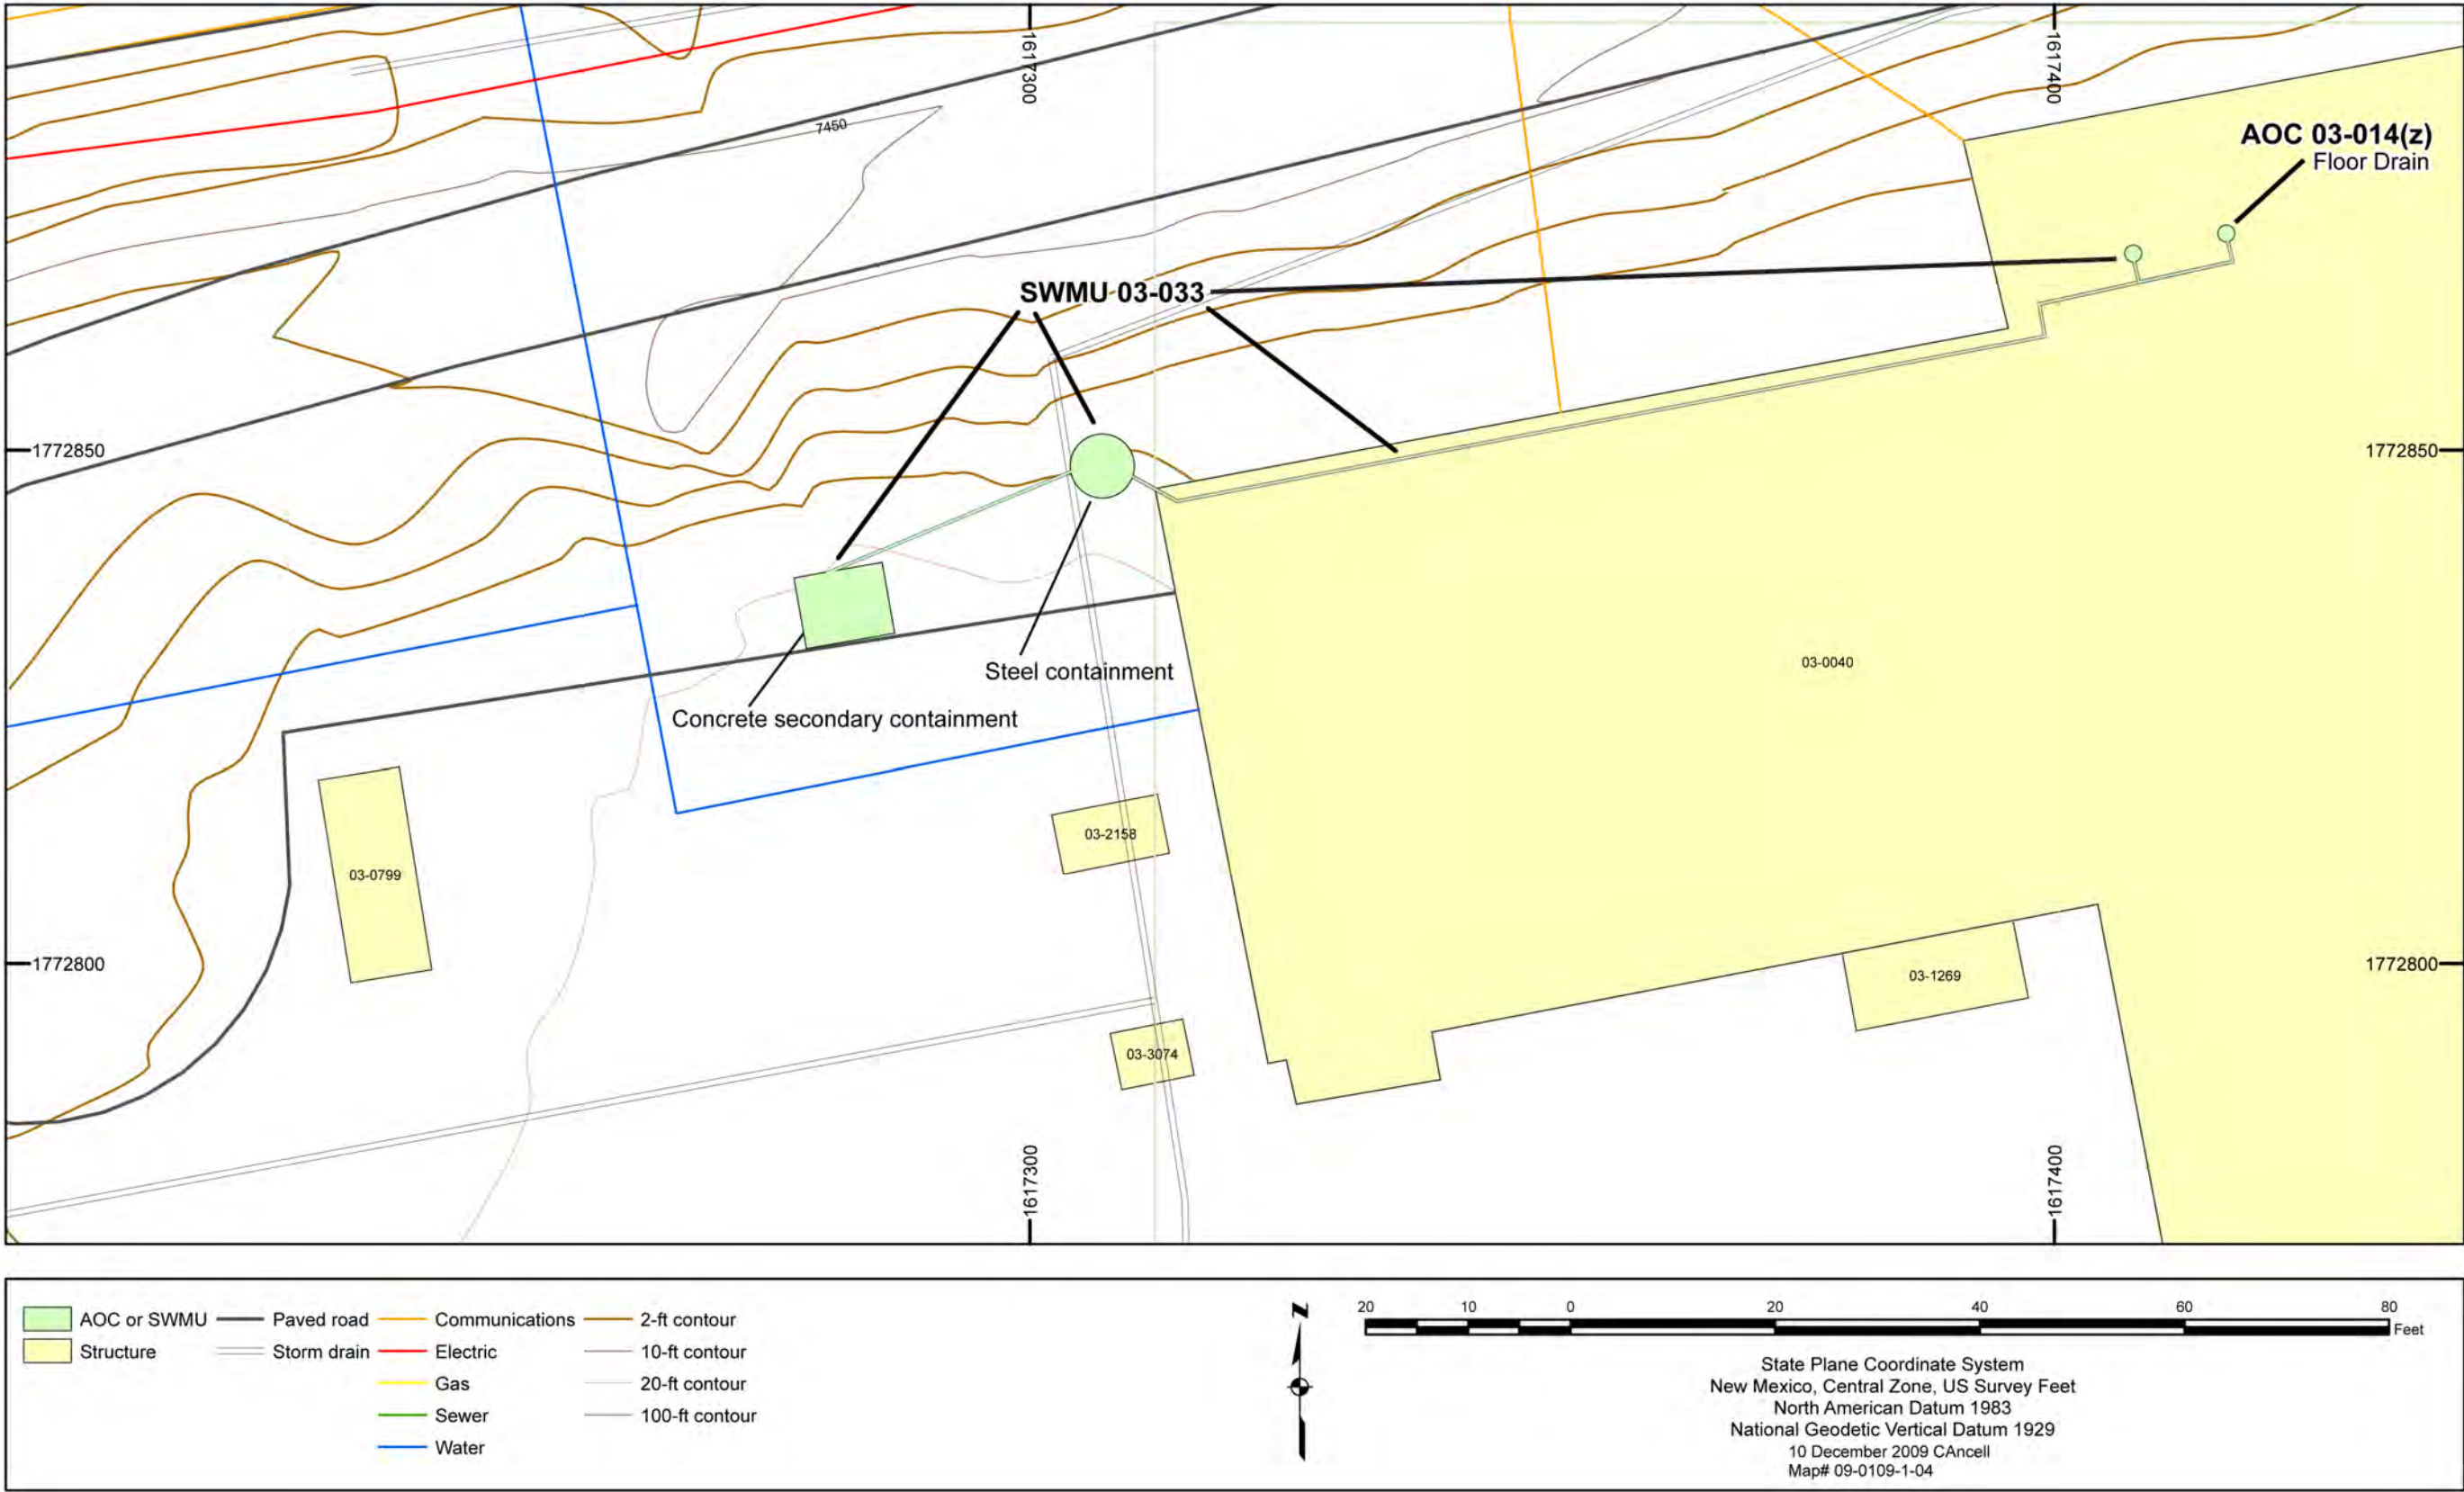 1617300
1617400
7450
AOC 03-014(z)
Floor Drain
SWMU 03-033
1772850
1772850
Steel containment
03-0040
Concrete secondary containment
03-2158
03-0799
1772800
1772800
03-1269
03-3074
1617300
1617400
AOC or SWMU
Structure
Paved road
Storm drain
Communications
Electric
Gas
Sewer
Water
2-ft contour
10-ft contour
20-ft contour
100-ft contour
N
20 10 0 20 40 60 80
Feet
State Plane Coordinate System
New Mexico, Central Zone, US Survey Feet
North American Datum 1983
National Geodetic Vertical Datum 1929
10 December 2009 CAncell
Map# 09-0109-1-04